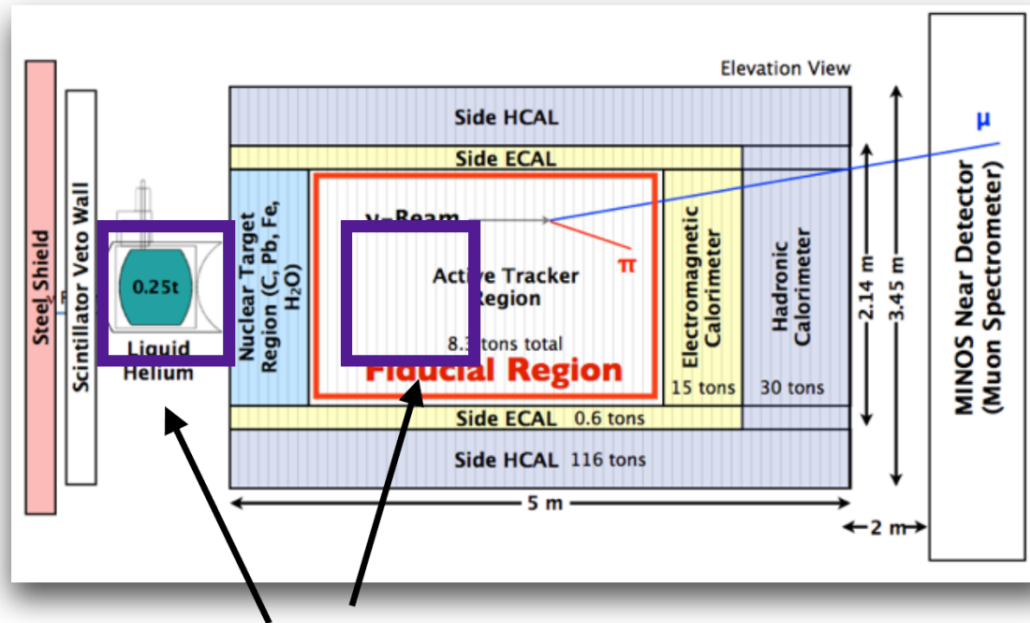 Elevation View
Steel Shield
Scintillator Veto Wall
0.25t
Liquid
Helium
Side HCAL
Side ECAL
Nuclear Target
Region (C, Pb, Fe,
H₂O)
ν-Beam
π
μ
Active Tracker
Region
8.3 tons total
Fiducial Region
Electromagnetic
Calorimeter
15 tons
Hadronic
Calorimeter
30 tons
Side ECAL 0.6 tons
Side HCAL 116 tons
5 m
2 m
2.14 m
3.45 m
MINOS Near Detector
(Muon Spectrometer)